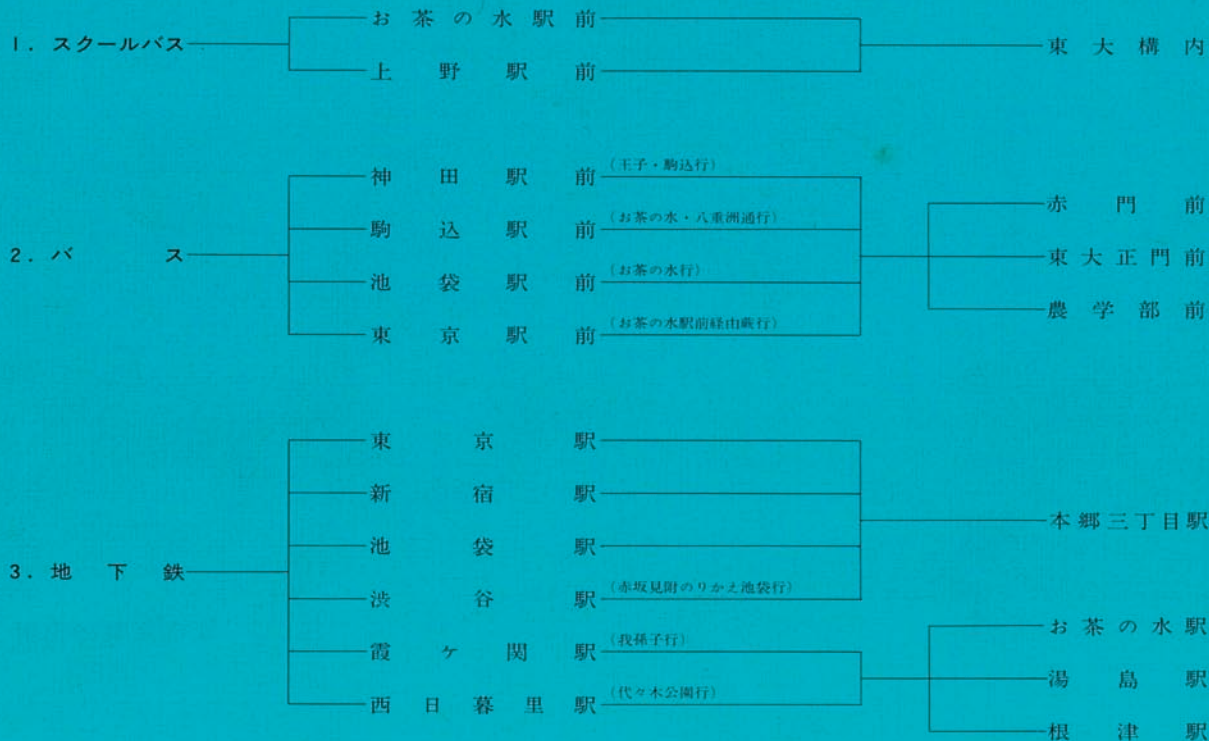 お茶の水駅前
1. スクールバス
東大構内
上野駅前
神田駅前
(王子・駒込行)
赤門前
駒込駅前
(お茶の水・八重洲通行)
2. バス
東大正門前
池袋駅前
(お茶の水行)
農学部前
東京駅前
(お茶の水駅前経由蔵行)
東京駅
新宿駅
本郷三丁目駅
池袋駅
3. 地下鉄
渋谷駅
(赤坂見附のりかえ池袋行)
お茶の水駅
霞ケ関駅
(我孫子行)
湯島駅
西日暮里駅
(代々木公園行)
根津駅